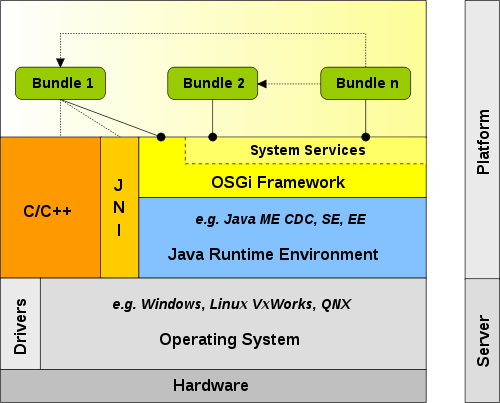 Bundle 1
Bundle 2
Bundle n
System Services
OSGi Framework
C/C++
J
N
I
e.g. Java ME CDC, SE, EE
Java Runtime Environment
Drivers
e.g. Windows, Linux VxWorks, QNX
Operating System
Hardware
Platform
Server